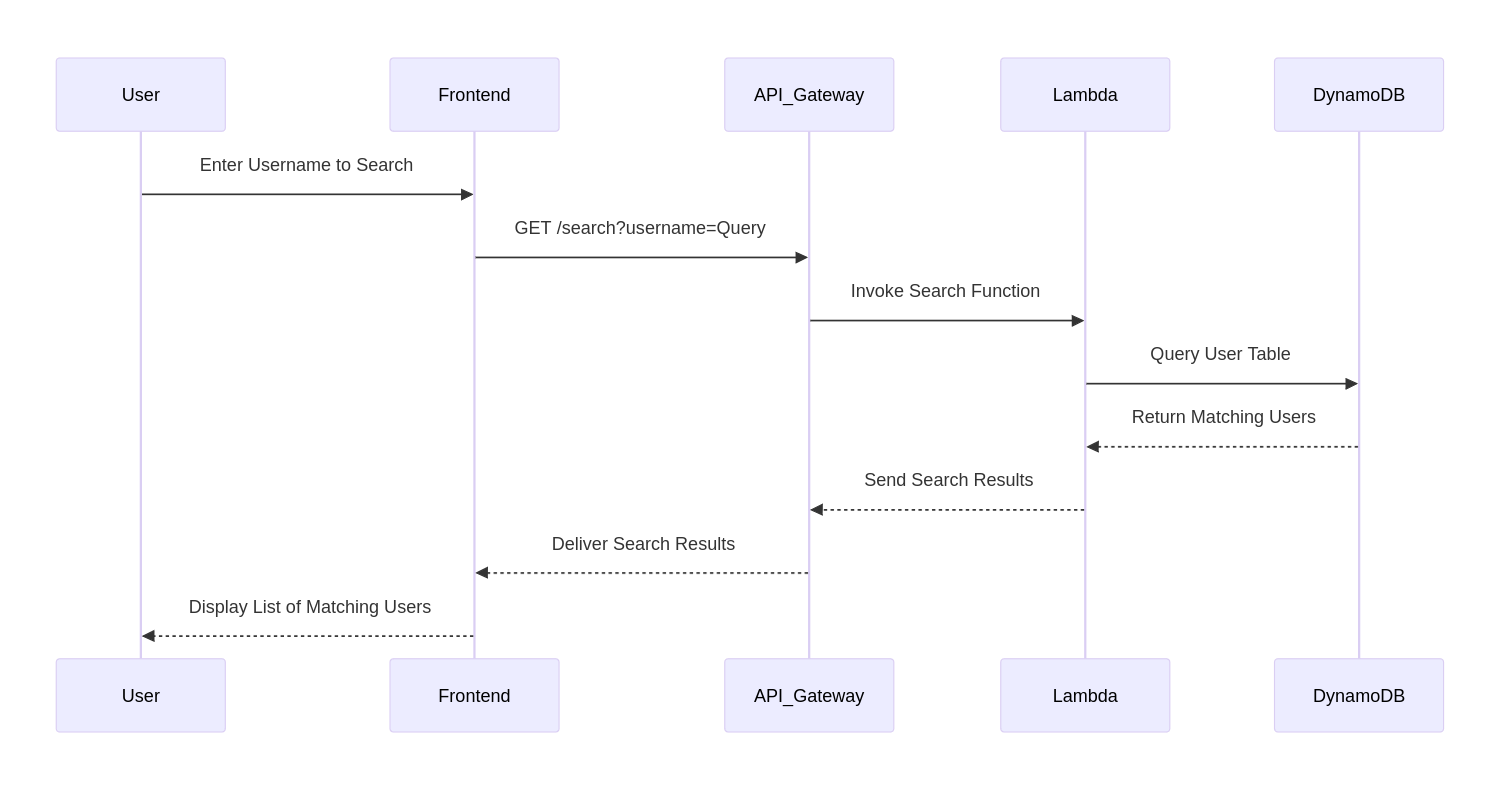 User
Frontend
API_Gateway
Lambda
DynamoDB
Enter Username to Search
GET /search?username=Query
Invoke Search Function
Query User Table
Return Matching Users
Send Search Results
Deliver Search Results
Display List of Matching Users
User
Frontend
API_Gateway
Lambda
DynamoDB